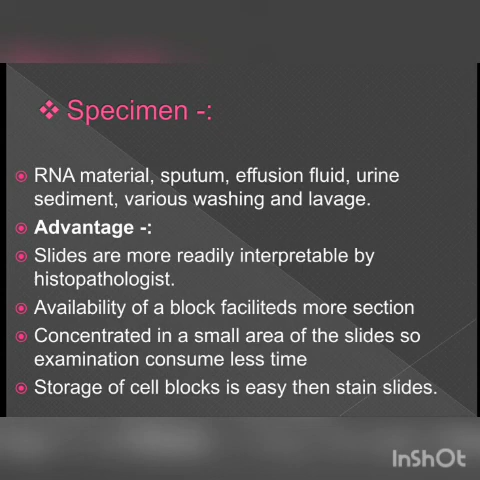 ❖ Specimen -:
RNA material, sputum, effusion fluid, urine
sediment, various washing and lavage.
Advantage -:
Slides are more readily interpretable by
histopathologist.
Availability of a block faciliteds more section
Concentrated in a small area of the slides so
examination consume less time
Storage of cell blocks is easy then stain slides.
InShOt